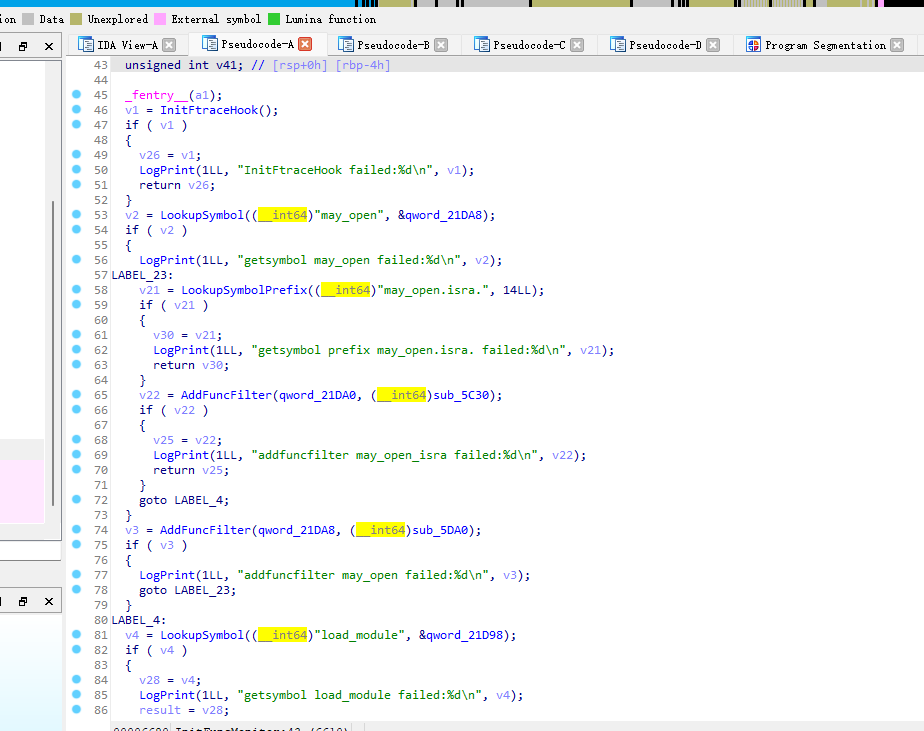 ion Data Unexplored External symbol Lumina function
IDA View-A Pseudocode-A Pseudocode-B Pseudocode-C Pseudocode-D Program Segmentation
43 unsigned int v41; // [rsp+0h] [rbp-4h]
44
45 _fentry__(a1);
46 v1 = InitFtraceHook();
47 if ( v1 )
48 {
49 v26 = v1;
50 LogPrint(1LL, "InitFtraceHook failed:%d\n", v1);
51 return v26;
52 }
53 v2 = LookupSymbol((__int64)"may_open", &qword_21DA8);
54 if ( v2 )
55 {
56 LogPrint(1LL, "getsymbol may_open failed:%d\n", v2);
57 LABEL_23:
58 v21 = LookupSymbolPrefix((__int64)"may_open.isra.", 14LL);
59 if ( v21 )
60 {
61 v30 = v21;
62 LogPrint(1LL, "getsymbol prefix may_open.isra. failed:%d\n", v21);
63 return v30;
64 }
65 v22 = AddFuncFilter(qword_21DA0, (__int64)sub_5C30);
66 if ( v22 )
67 {
68 v25 = v22;
69 LogPrint(1LL, "addfuncfilter may_open_isra failed:%d\n", v22);
70 return v25;
71 }
72 goto LABEL_4;
73 }
74 v3 = AddFuncFilter(qword_21DA8, (__int64)sub_5DA0);
75 if ( v3 )
76 {
77 LogPrint(1LL, "addfuncfilter may_open failed:%d\n", v3);
78 goto LABEL_23;
79 }
80 LABEL_4:
81 v4 = LookupSymbol((__int64)"load_module", &qword_21D98);
82 if ( v4 )
83 {
84 v28 = v4;
85 LogPrint(1LL, "getsymbol load_module failed:%d\n", v4);
86 result = v28;